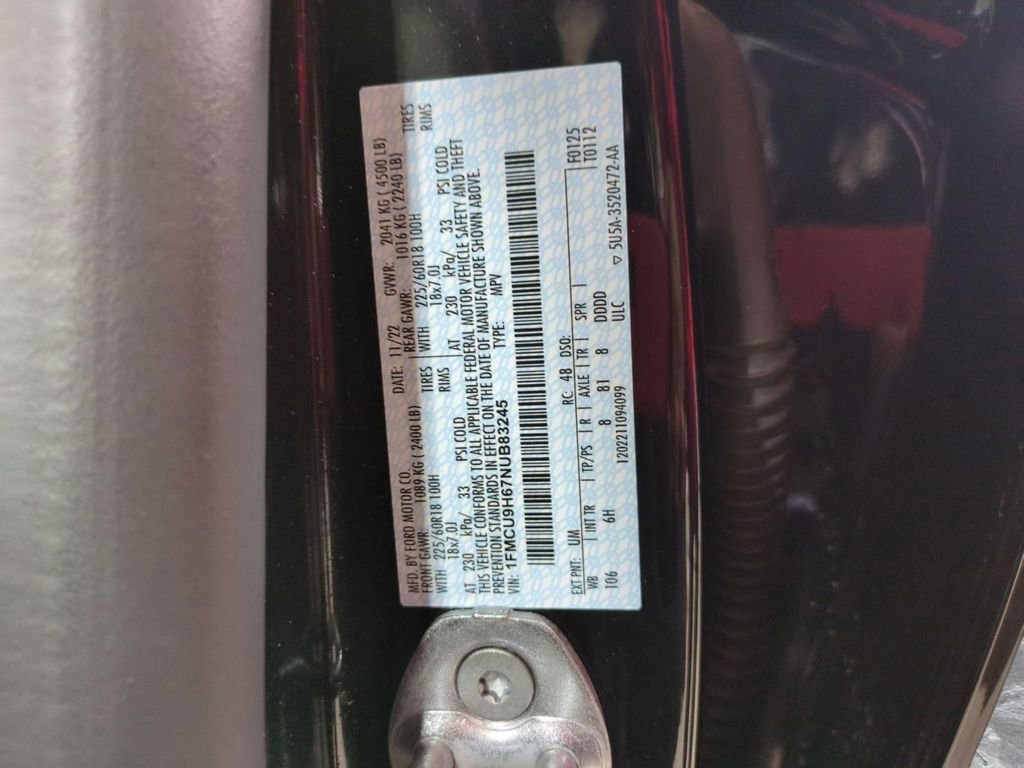 MFD. BY FORD MOTOR CO.
DATE: 11/22 GVWR: 2041 KG ( 4500 LB)
FRONT GAWR: 1089 KG ( 2400 LB) REAR GAWR: 1016 KG ( 2240 LB)
WITH 225/60R18 100H TIRES WITH 225/60R18 100H TIRES
18x7.0J RIMS 18x7.0J RIMS
AT 230 kPa/ 33 PSI COLD AT 230 kPa/ 33 PSI COLD
THIS VEHICLE CONFORMS TO ALL APPLICABLE FEDERAL MOTOR VEHICLE SAFETY AND THEFT
PREVENTION STANDARDS IN EFFECT ON THE DATE OF MANUFACTURE SHOWN ABOVE.
VIN: 1FMCU9H67NUB83245 TYPE: MPV
EXT PNT: UM RC: 48 DSO: F0125
WB INT TR TP/PS R AXLE TR SPR T0112
106 6H 8 81 8 DDDD
1202211094099 ULC ▽ 5U5A-3520472-AA